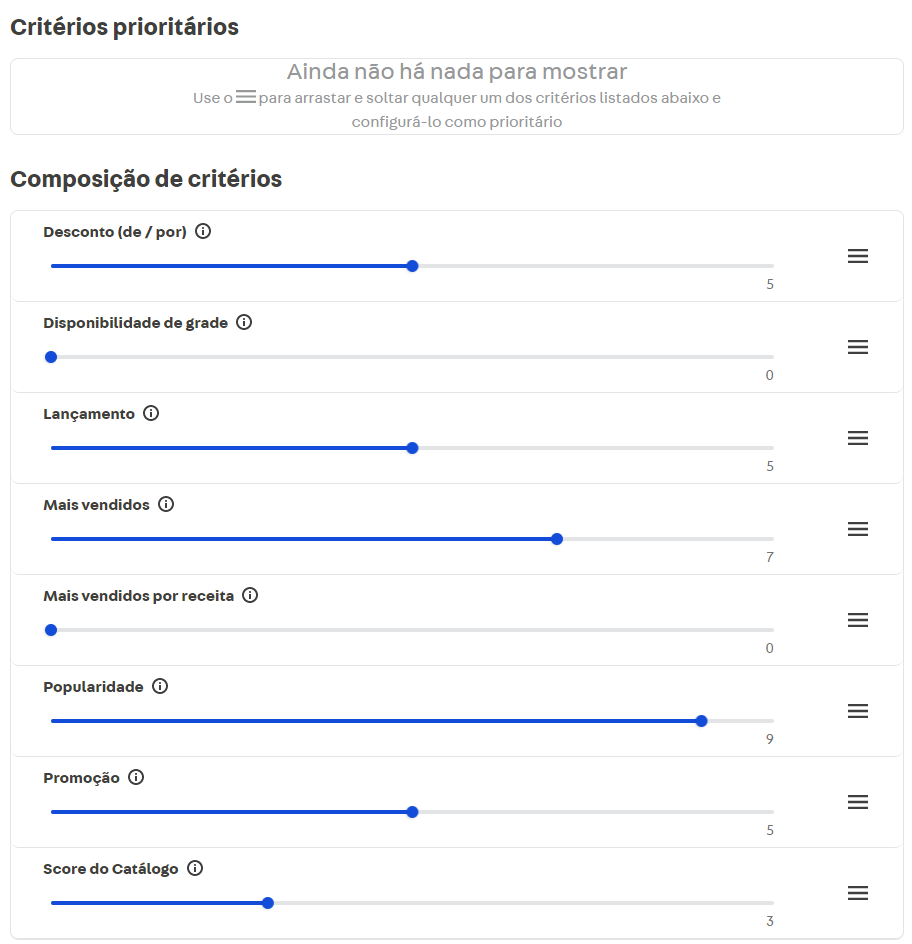 Critérios prioritários
Ainda não há nada para mostrar
Use o para arrastar e soltar qualquer um dos critérios listados abaixo e
configurá-lo como prioritário
Composição de critérios
Desconto (de / por)
5
Disponibilidade de grade
0
Lançamento
5
Mais vendidos
7
Mais vendidos por receita
0
Popularidade
9
Promoção
5
Score do Catálogo
3